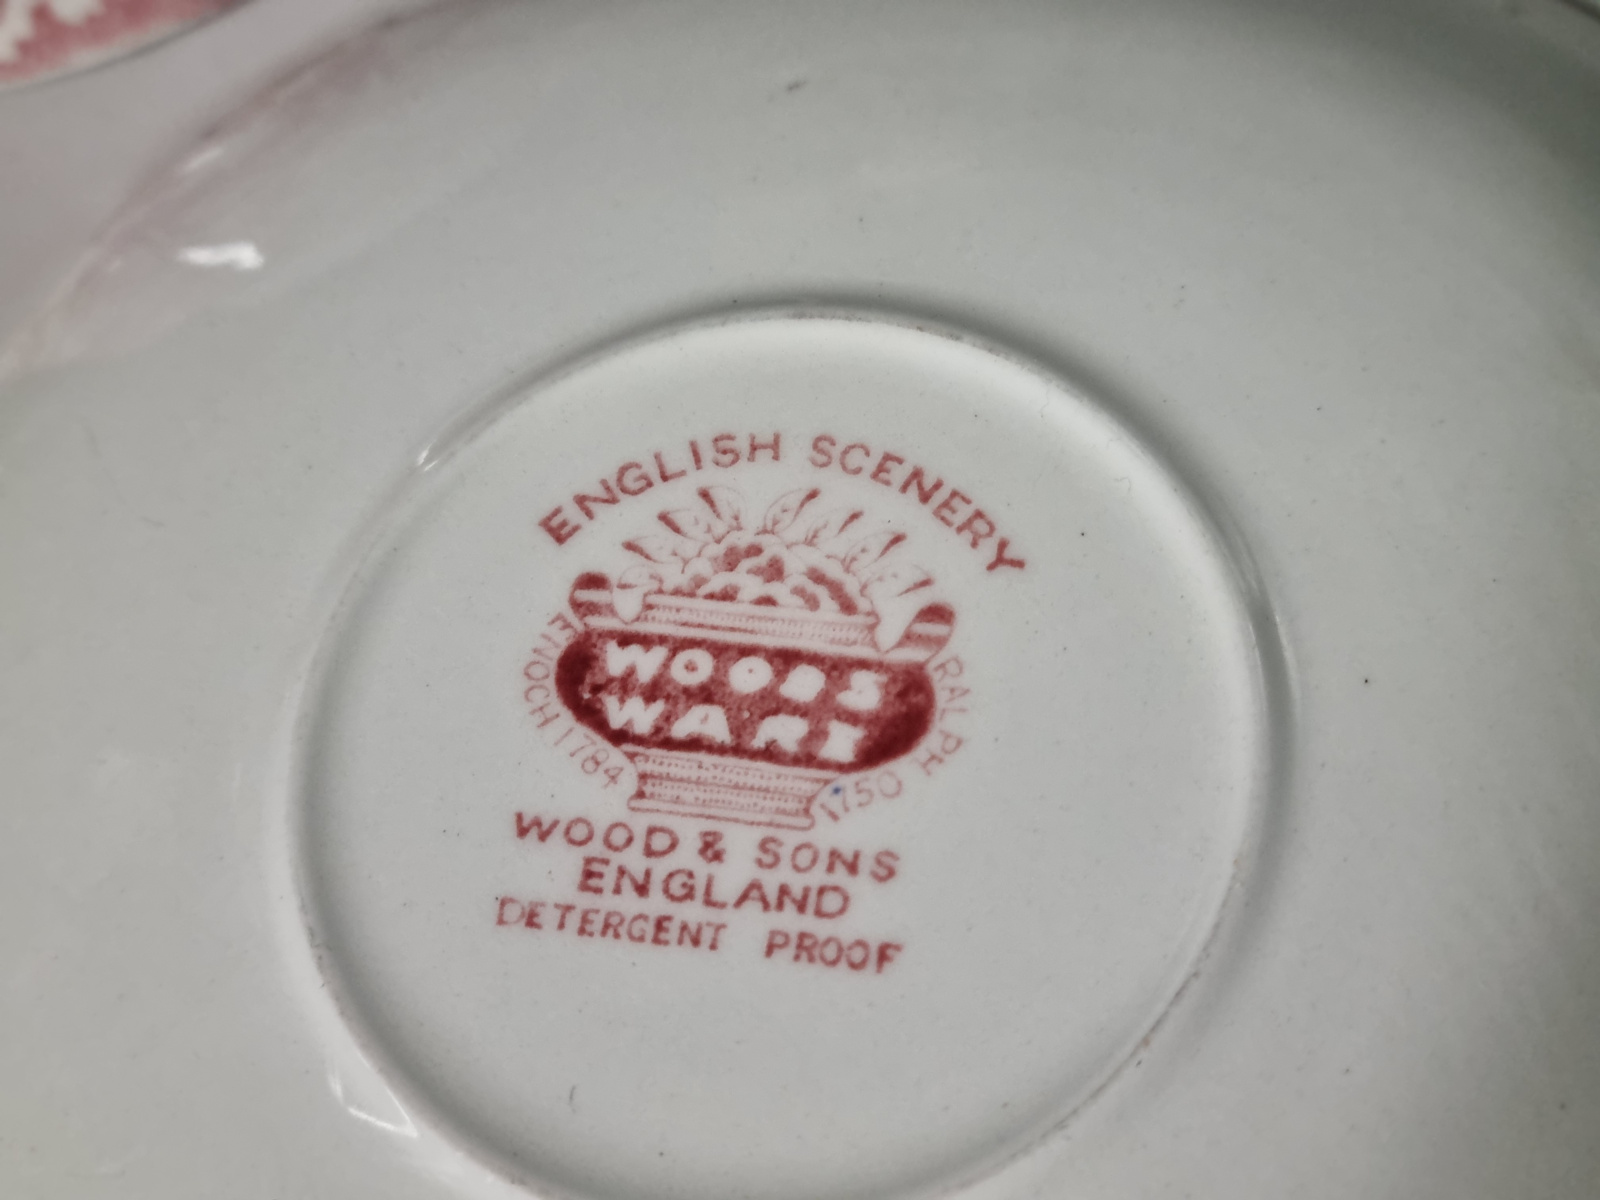 ENGLISH SCENERY
WOODS
WARE
ENOCH 1784
RALPH 1750
WOOD & SONS
ENGLAND
DETERGENT PROOF